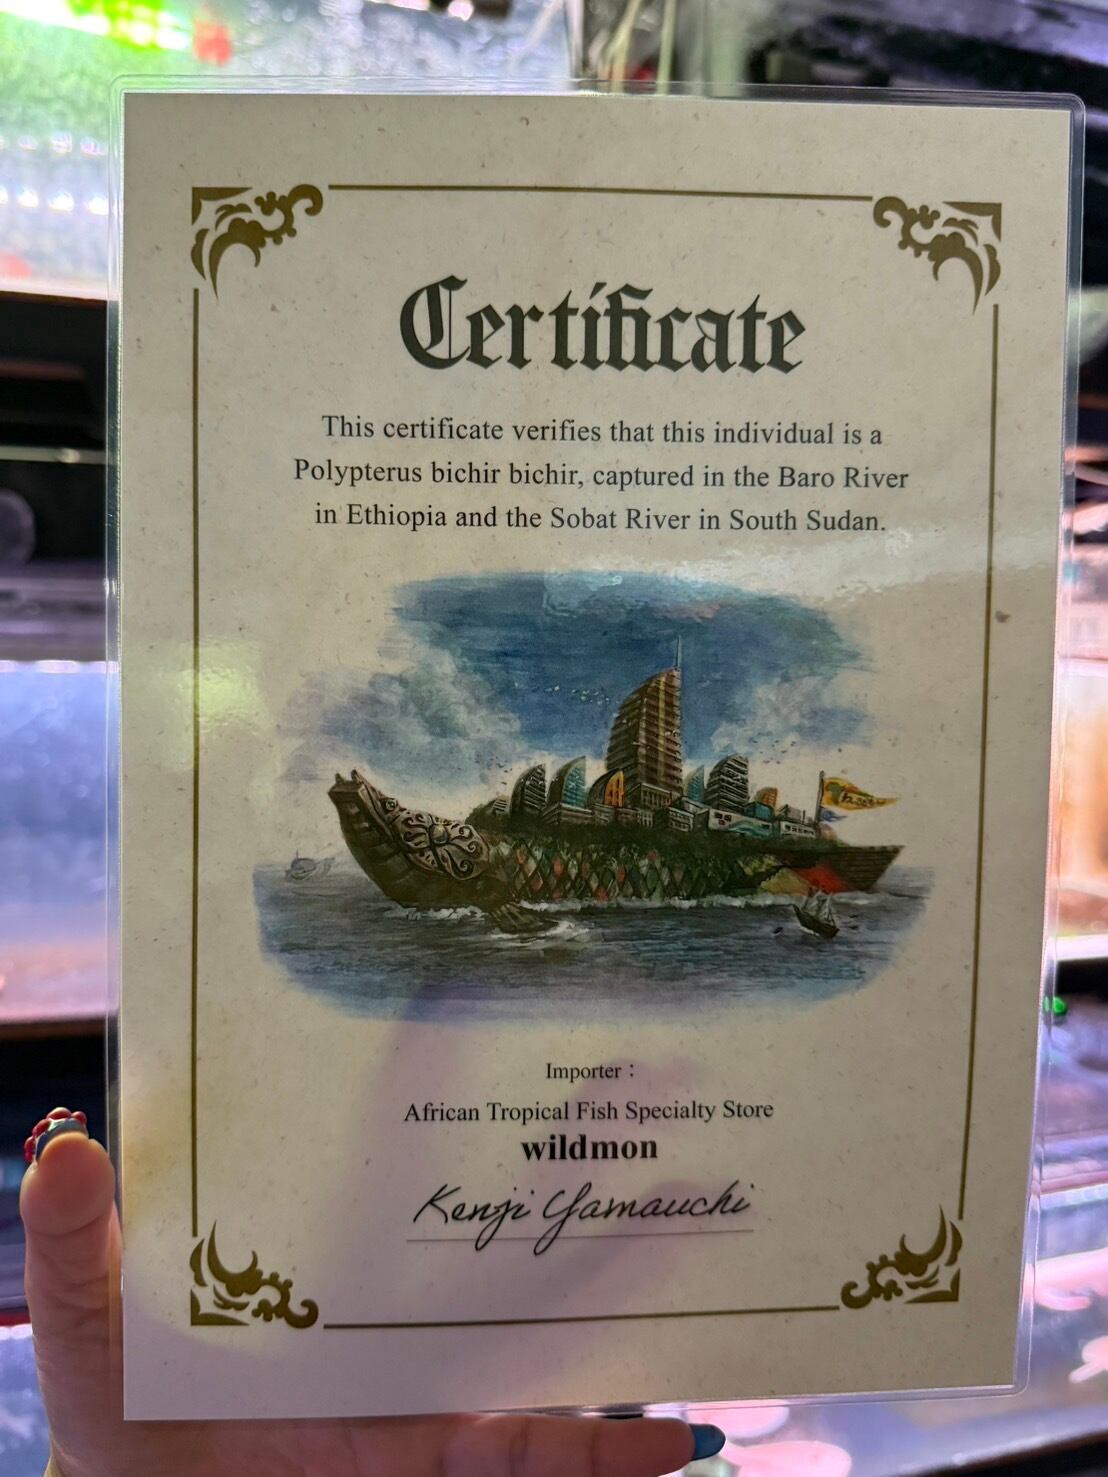 Certificate
This certificate verifies that this individual is a
Polypterus bichir bichir, captured in the Baro River
in Ethiopia and the Sobat River in South Sudan.
Importer：
African Tropical Fish Specialty Store
wildmon
Kenji Yamauchi